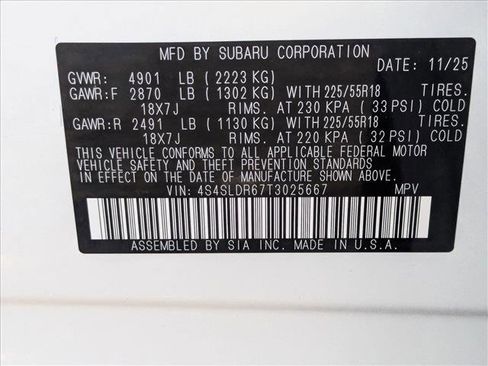 MFD BY SUBARU CORPORATION
DATE: 11/25
GVWR: 4901 LB (2223 KG)
GAWR:F 2870 LB (1302 KG) WITH 225/55R18 TIRES.
18X7J RIMS. AT 230 KPA (33 PSI) COLD
GAWR:R 2491 LB (1130 KG) WITH 225/55R18 TIRES.
18X7J RIMS. AT 220 KPA (32 PSI) COLD
THIS VEHICLE CONFORMS TO ALL APPLICABLE FEDERAL MOTOR
VEHICLE SAFETY AND THEFT PREVENTION STANDARDS
IN EFFECT ON THE DATE OF MANUFACTURE SHOWN ABOVE.
VIN: 4S4SLDR67T3025667 MPV
ASSEMBLED BY SIA INC. MADE IN U.S.A.